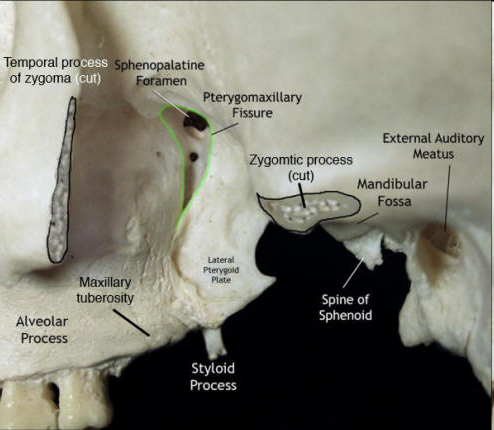 Temporal process
of zygoma (cut)
Sphenopalatine
Foramen
Pterygomaxillary
Fissure
External Auditory
Meatus
Zygomtic process
(cut)
Mandibular
Fossa
Lateral
Pterygoid
Plate
Maxillary
tuberosity
Spine of
Sphenoid
Alveolar
Process
Styloid
Process